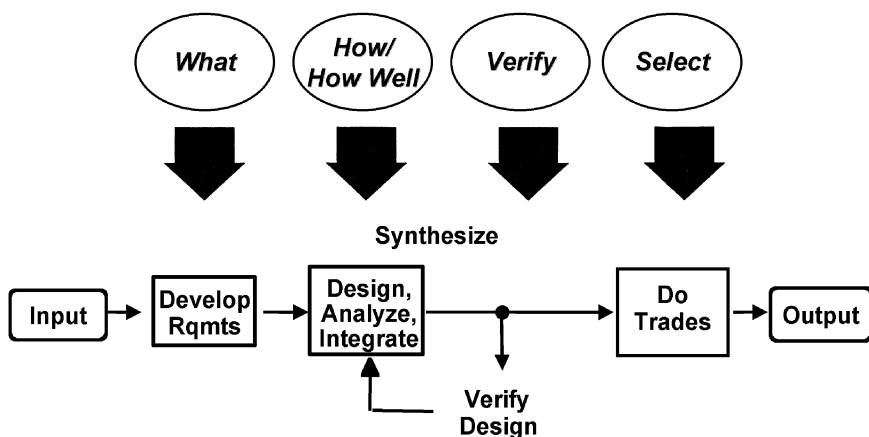 What
How/
How Well
Verify
Select
Synthesize
Input
Develop
Rqmts
Design,
Analyze,
Integrate
Do
Trades
Output
Verify
Design